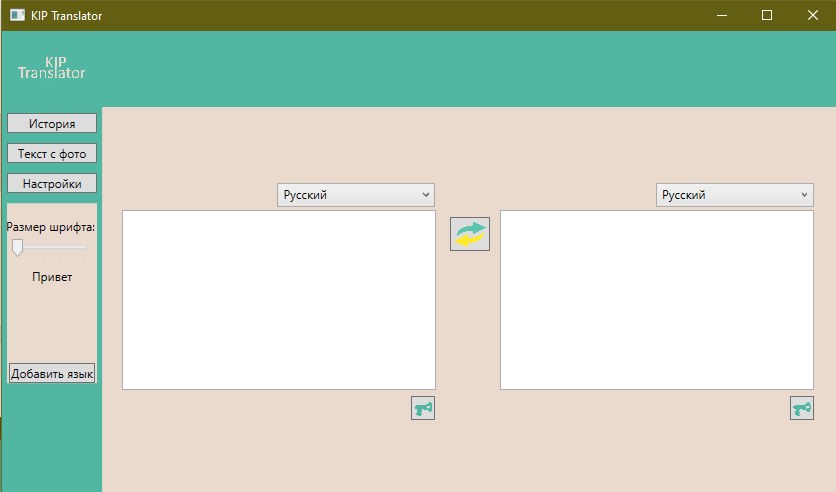 KIP Translator
KIP
Translator
История
Текст с фото
Настройки
Размер шрифта:
Привет
Добавить язык
Русский
Русский